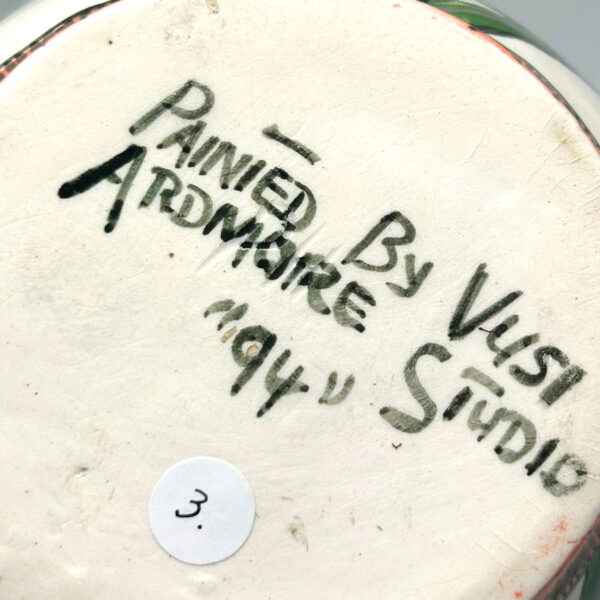 PAINTED By VUSI
ARDMORE STUDIO
"94"
3.